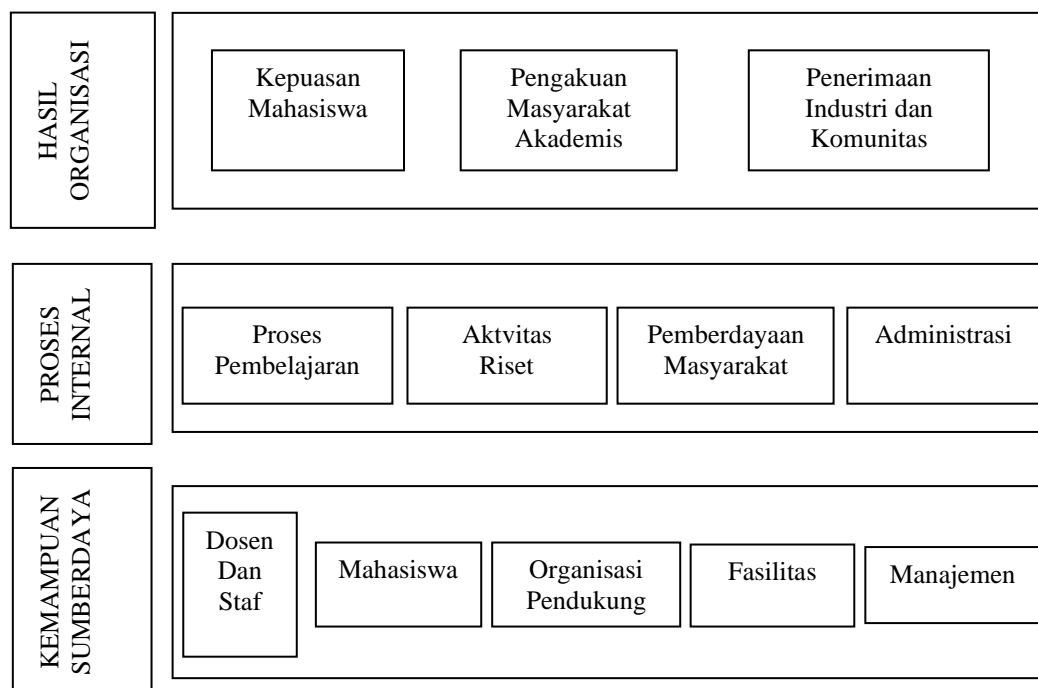 HASIL
ORGANISASI
Kepuasan
Mahasiswa
Pengakuan
Masyarakat
Akademis
Penerimaan
Industri dan
Komunitas
PROSES
INTERNAL
Proses
Pembelajaran
Aktvitas
Riset
Pemberdayaan
Masyarakat
Administrasi
KEMAMPUAN
SUMBERDAYA
Dosen
Dan
Staf
Mahasiswa
Organisasi
Pendukung
Fasilitas
Manajemen